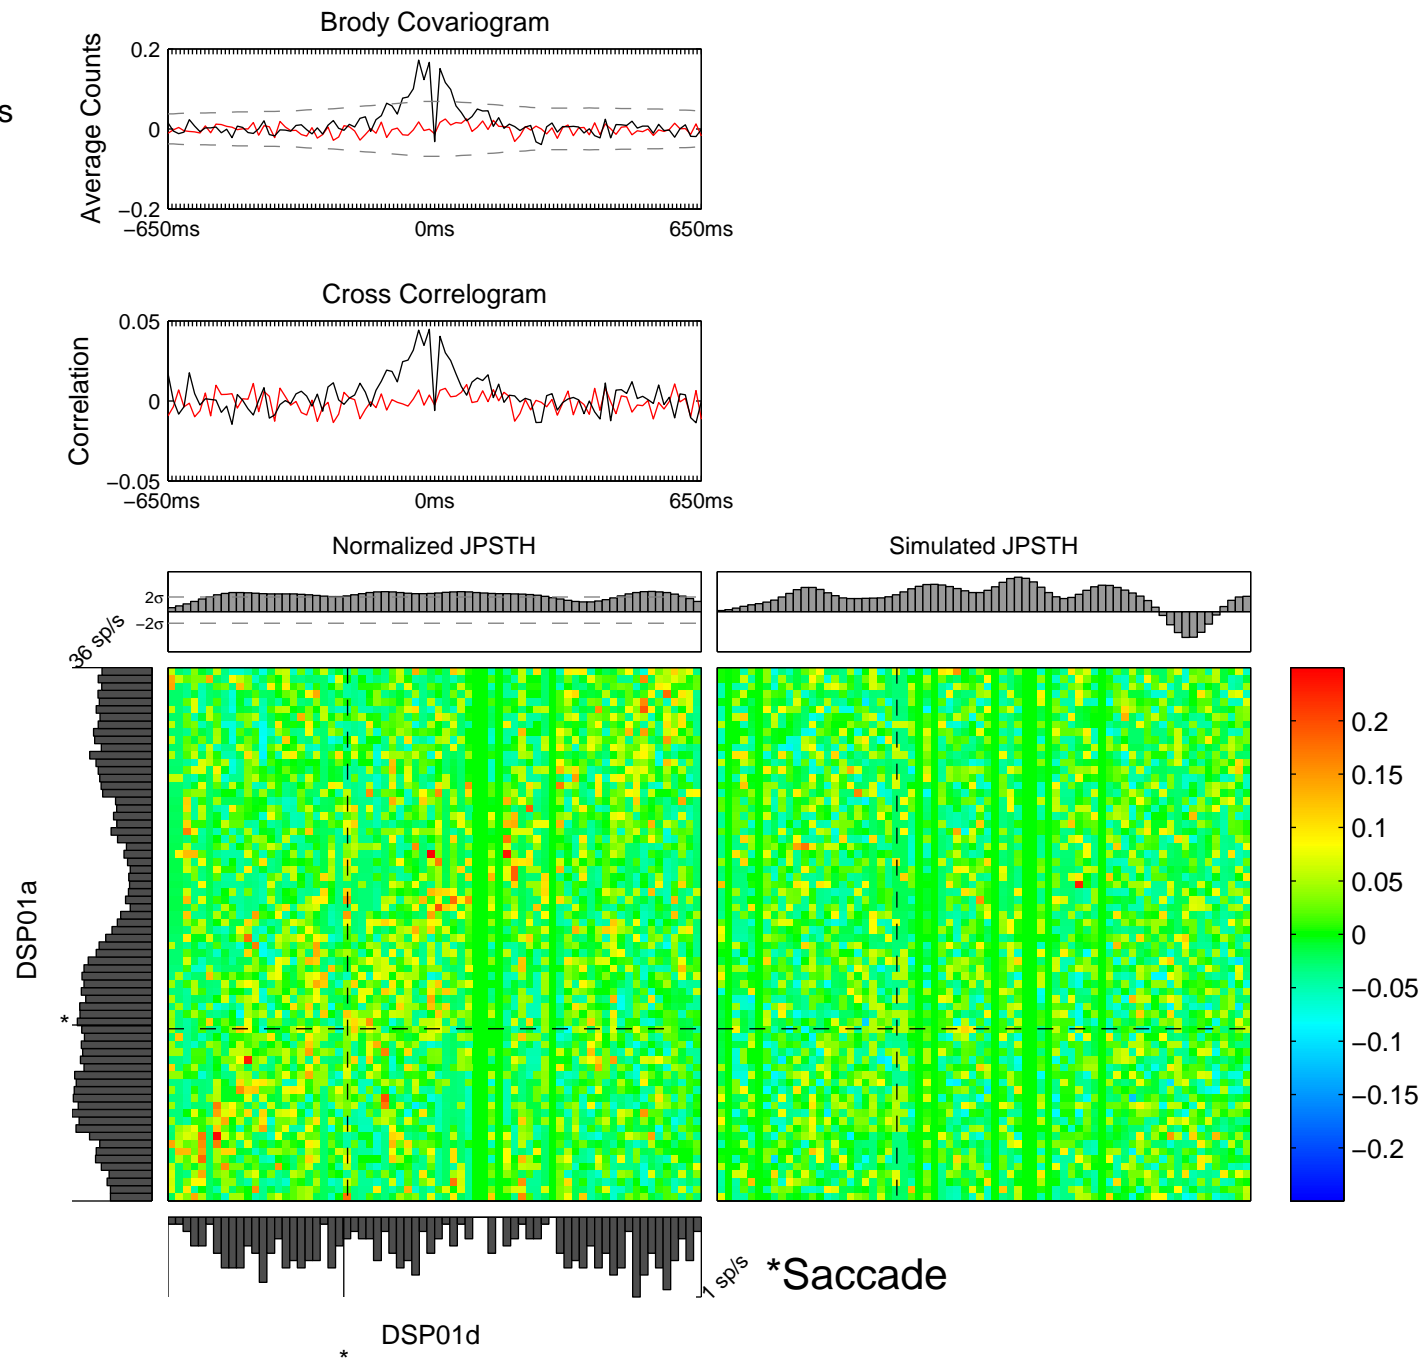 Brody Covariogram
s
Average Counts
0.2
0
−0.2
−650ms
0ms
650ms
Cross Correlogram
Correlation
0.05
0
−0.05
−650ms
0ms
650ms
Normalized JPSTH
Simulated JPSTH
2σ
−2σ
36 sp/s
DSP01a
*
0.2
0.15
0.1
0.05
0
−0.05
−0.1
−0.15
−0.2
1 sp/s
*Saccade
DSP01d
*